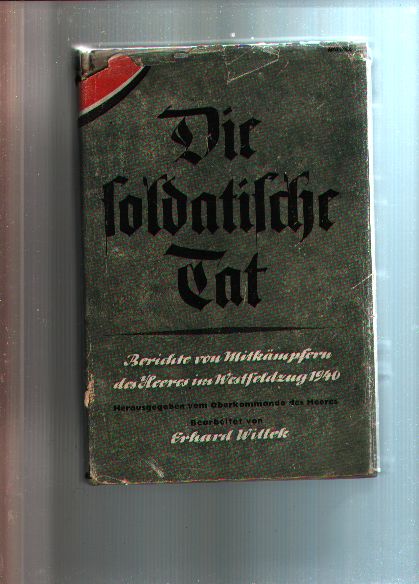 Die
soldatische
Tat
Berichte von Mitkämpfern
des Heeres im Westfeldzug 1940
Herausgegeben vom Oberkommando des Heeres
Bearbeitet von
Erhard Wittek